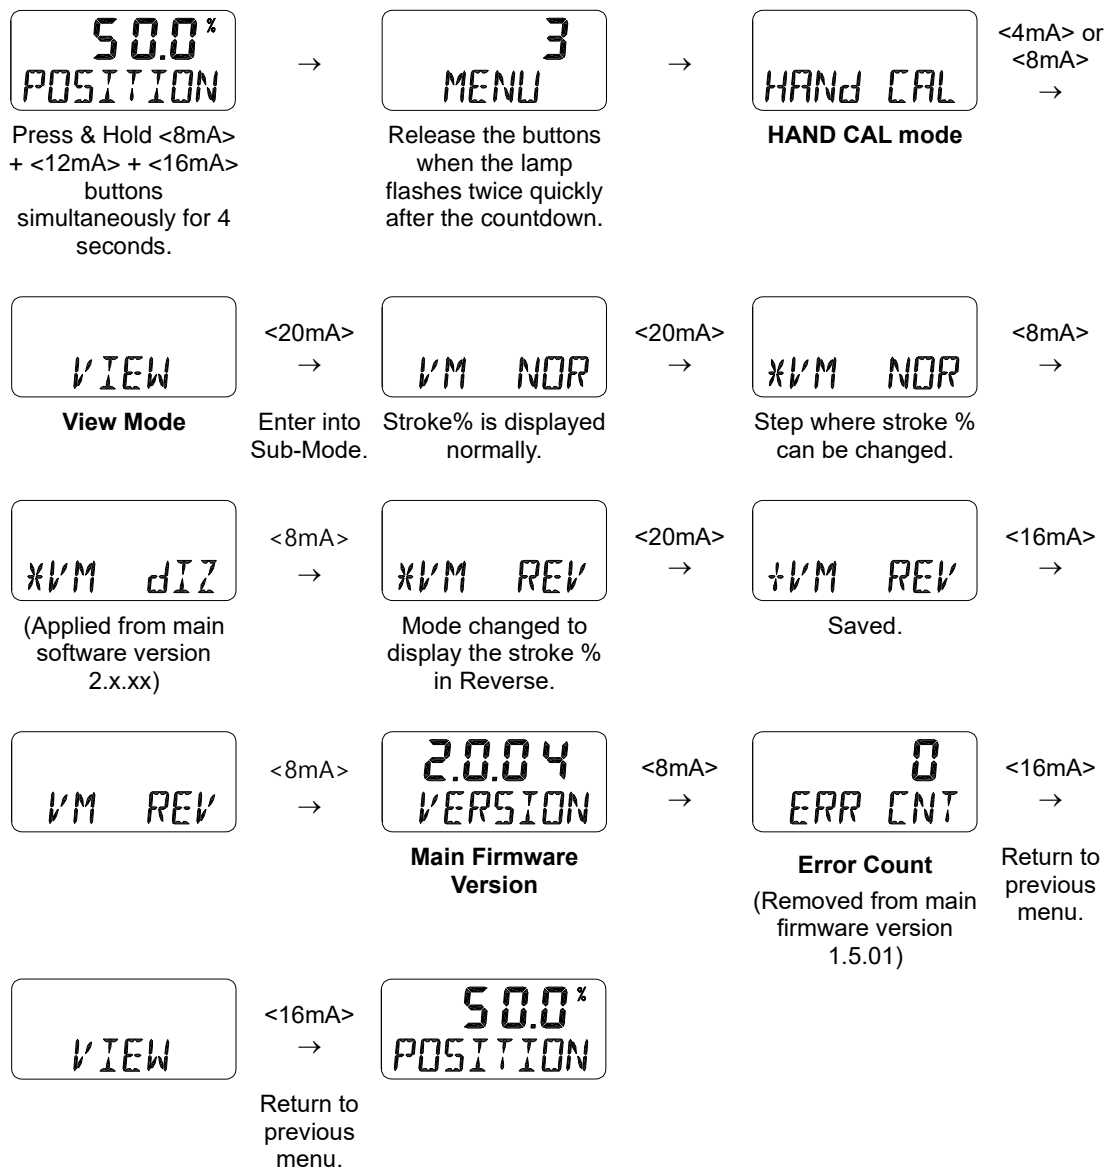 50.0%
POSITION
→
3
MENU
→
HANd CAL
<4mA> or
<8mA>
→
Press & Hold <8mA>
+ <12mA> + <16mA>
buttons
simultaneously for 4
seconds.
Release the buttons
when the lamp
flashes twice quickly
after the countdown.
HAND CAL mode
VIEW
<20mA>
→
VM NOR
<20mA>
→
*VM NOR
<8mA>
→
View Mode
Enter into
Sub-Mode.
Stroke% is displayed
normally.
Step where stroke %
can be changed.
*VM dIZ
<8mA>
→
*VM REV
<20mA>
→
+VM REV
<16mA>
→
(Applied from main
software version
2.x.xx)
Mode changed to
display the stroke %
in Reverse.
Saved.
VM REV
<8mA>
→
2.0.04
VERSION
<8mA>
→
0
ERR CNT
<16mA>
→
Main Firmware
Version
Error Count
(Removed from main
firmware version
1.5.01)
Return to
previous
menu.
VIEW
<16mA>
→
50.0%
POSITION
Return to
previous
menu.